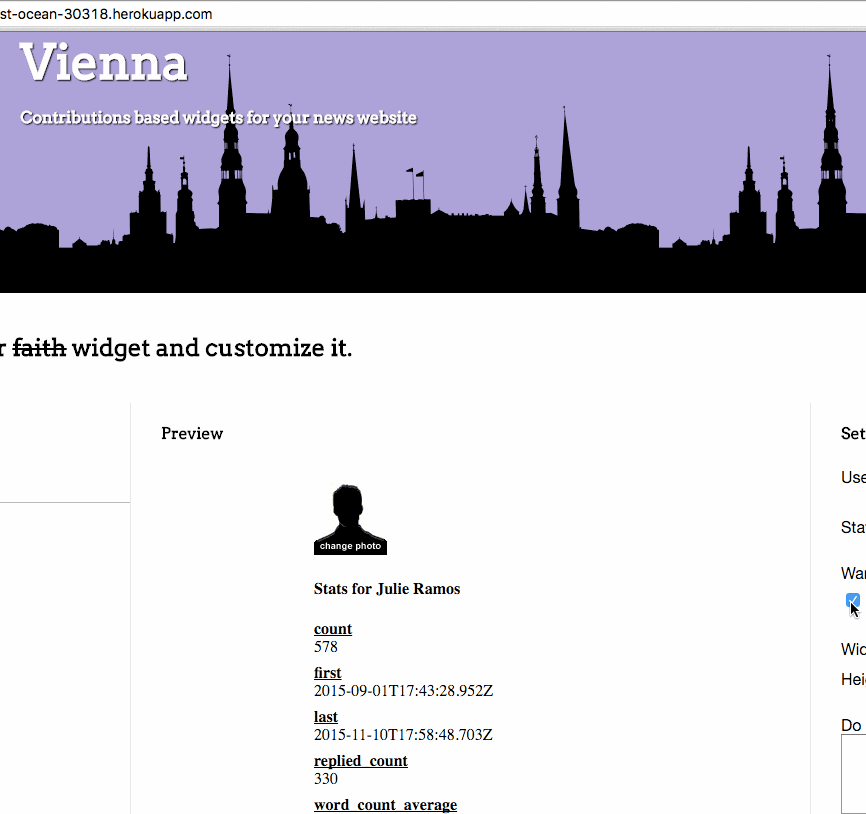 st-ocean-30318.herokuapp.com
Vienna
Contributions based widgets for your news website
r faith widget and customize it.
Preview
change photo
Stats for Julie Ramos
count
578
first
2015-09-01T17:43:28.952Z
last
2015-11-10T17:58:48.703Z
replied_count
330
word_count_average
Set
Use
Sta
War
Wid
Hei
Do